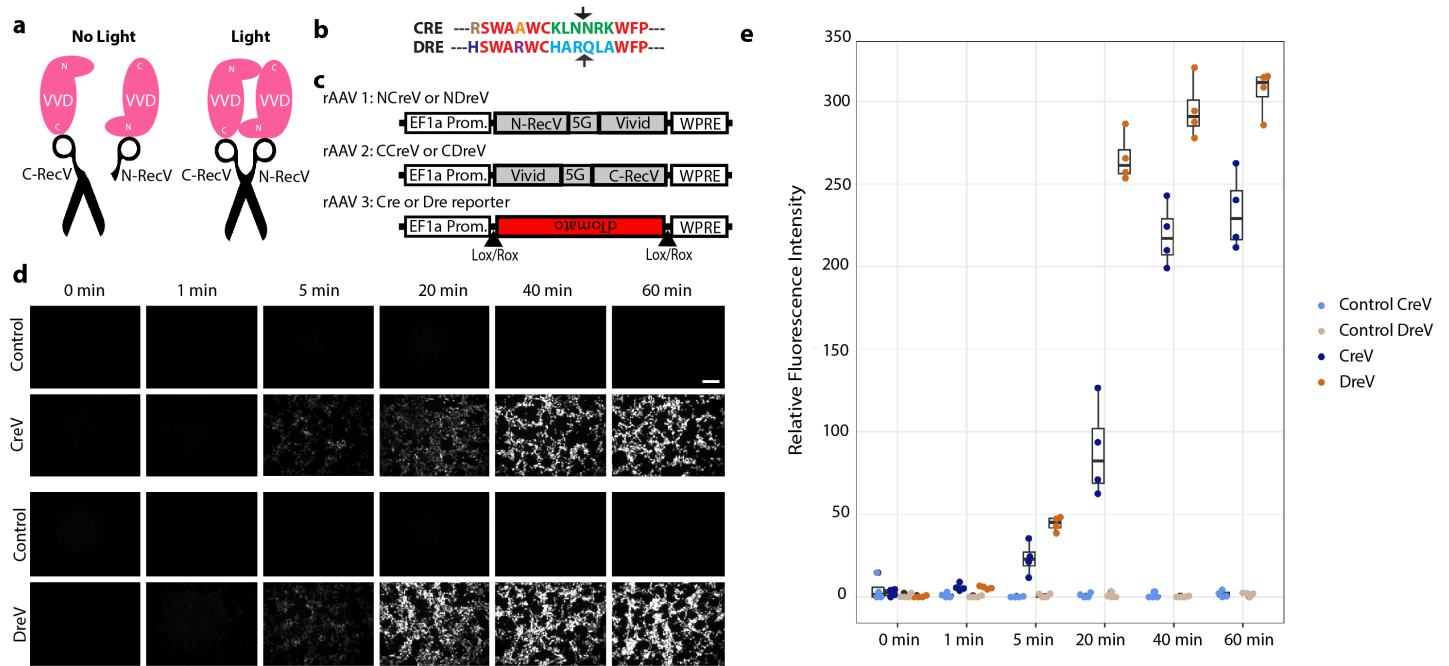 a
No Light
Light
N
C
VVD
VVD
C
N
C-RecV
N-RecV
N
C
VVD
VVD
C
N
C-RecV
N-RecV
b
CRE ---RSWAAWCKLNNRKWFP---
DRE ---HSWARWCHARQLAWFP---
c
rAAV 1: NCreV or NDreV
EF1a Prom. N-RecV 5G Vivid WPRE
rAAV 2: CCreV or CDreV
EF1a Prom. Vivid 5G C-RecV WPRE
rAAV 3: Cre or Dre reporter
EF1a Prom. dTomato WPRE
Lox/Rox Lox/Rox
d
0 min 1 min 5 min 20 min 40 min 60 min
Control
CreV
Control
DreV
e
Relative Fluorescence Intensity
350
300
250
200
150
100
50
0
0 min 1 min 5 min 20 min 40 min 60 min
Control CreV
Control DreV
CreV
DreV